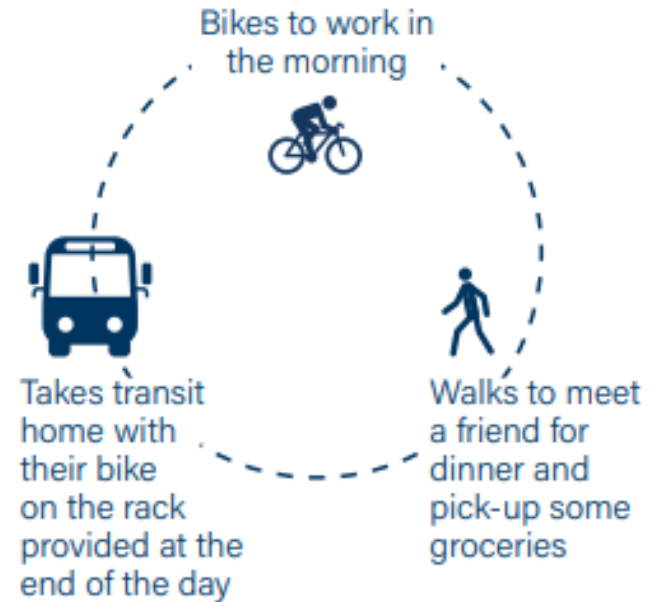 Bikes to work in
the morning
Walks to meet
a friend for
dinner and
pick-up some
groceries
Takes transit
home with
their bike
on the rack
provided at the
end of the day